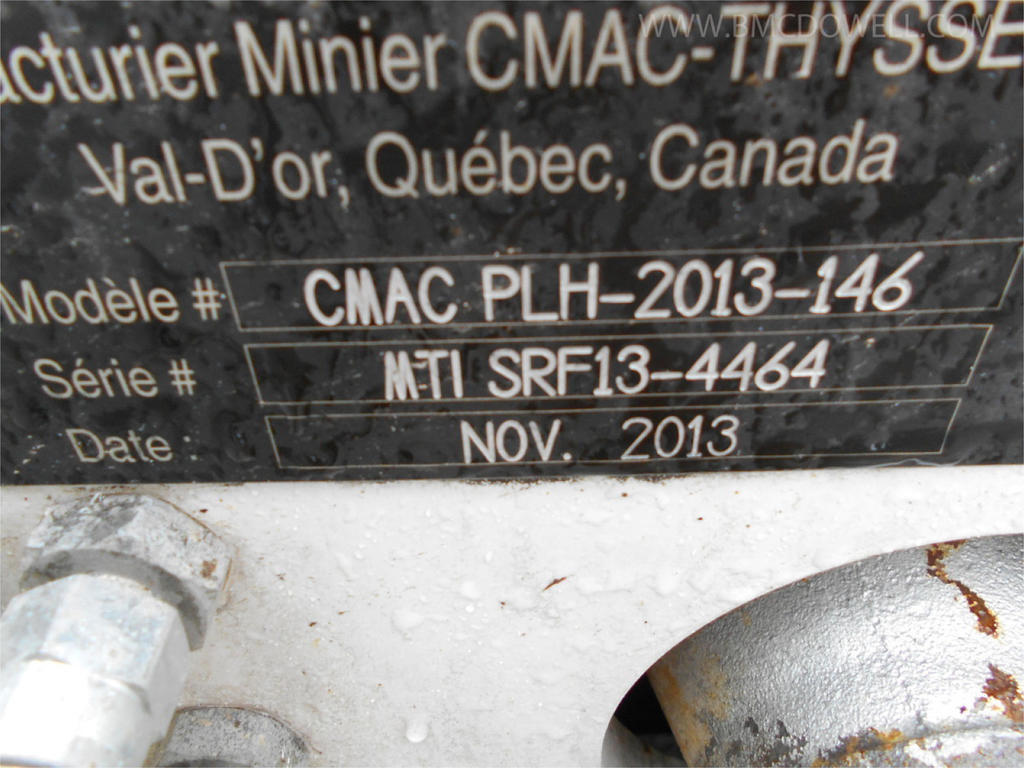 WWW.BMCDOWELL.COM
acturier Minier CMAC-THYSSE
Val-D'or, Québec, Canada
Modèle # CMAC PLH-2013-146
Série # MTI SRF13-4464
Date : NOV. 2013